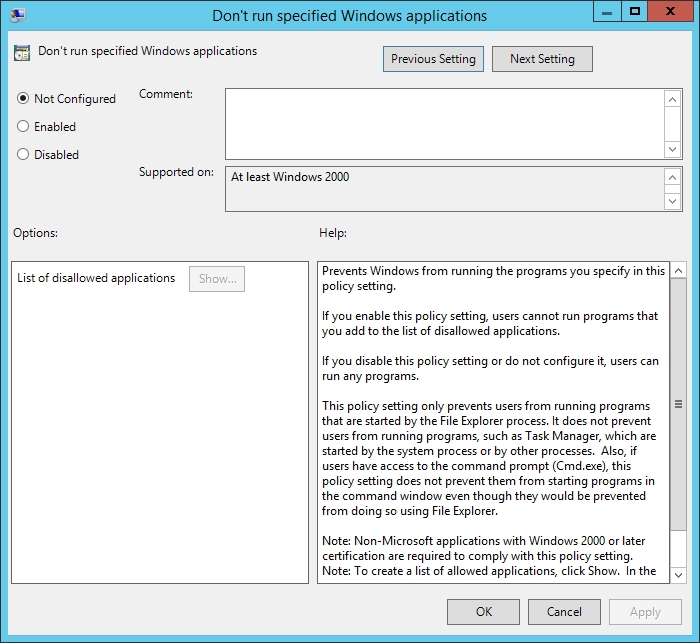 Don't run specified Windows applications
Don't run specified Windows applications
Previous Setting
Next Setting
Not Configured
Enabled
Disabled
Comment:
Supported on:
At least Windows 2000
Options:
Help:
List of disallowed applications
Show...
Prevents Windows from running the programs you specify in this
policy setting.
If you enable this policy setting, users cannot run programs that
you add to the list of disallowed applications.
If you disable this policy setting or do not configure it, users can
run any programs.
This policy setting only prevents users from running programs
that are started by the File Explorer process. It does not prevent
users from running programs, such as Task Manager, which are
started by the system process or by other processes.  Also, if
users have access to the command prompt (Cmd.exe), this
policy setting does not prevent them from starting programs in
the command window even though they would be prevented
from doing so using File Explorer.
Note: Non-Microsoft applications with Windows 2000 or later
certification are required to comply with this policy setting.
Note: To create a list of allowed applications, click Show.  In the
OK
Cancel
Apply